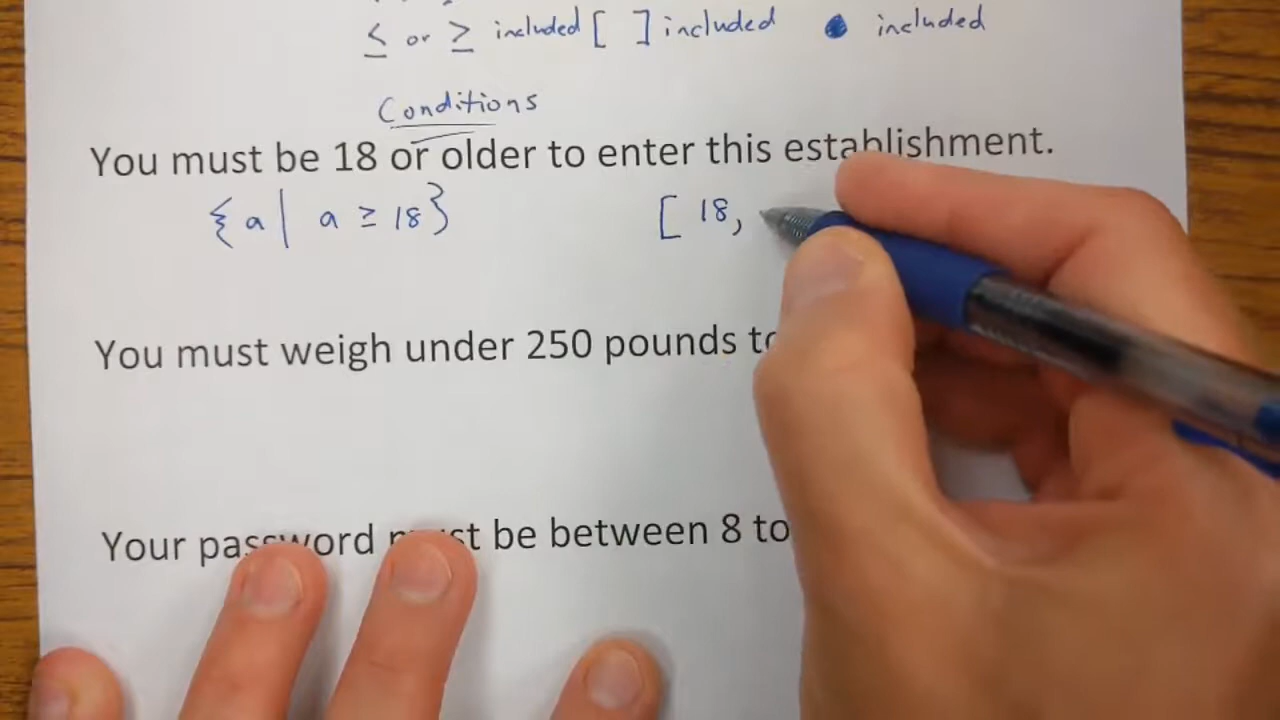 ≤ or ≥ included [ ] included ● included
Conditions
You must be 18 or older to enter this establishment.
{a | a ≥ 18} [ 18,
You must weigh under 250 pounds
Your password must be between 8 to